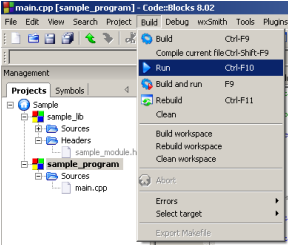 main.cpp [sample_program] - Code::Blocks 8.02
File Edit View Search Project Build Debug wxSmith Tools Plugins
Build Ctrl-F9
Compile current file Ctrl-Shift-F9
Run Ctrl-F10
Build and run F9
Rebuild Ctrl-F11
Clean
Build workspace
Rebuild workspace
Clean workspace
Abort
Errors
Select target
Export Makefile
Management
Projects Symbols
Sample
sample_lib
Sources
Headers
sample_module.h
sample_program
Sources
main.cpp